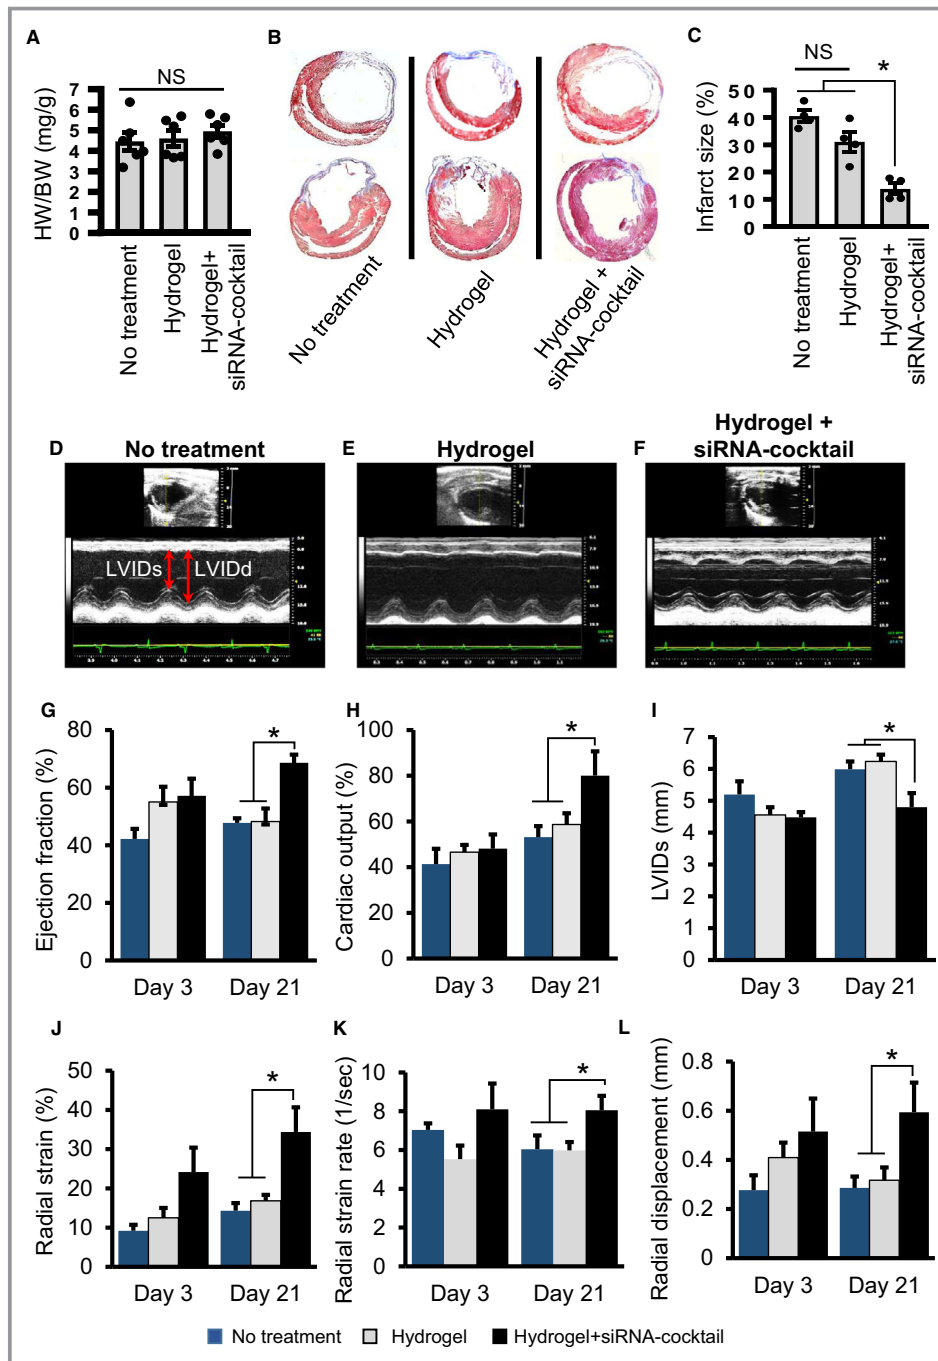 A
NS
HW/BW (mg/g)
7
6
5
4
3
2
1
0
No treatment
Hydrogel
Hydrogel+
siRNA-cocktail
B
No treatment
Hydrogel
Hydrogel +
siRNA-cocktail
C
NS
*
Infarct size (%)
50
40
30
20
10
0
No treatment
Hydrogel
Hydrogel+
siRNA-cocktail
D No treatment
LVIDs
LVIDd
E Hydrogel
F Hydrogel +
siRNA-cocktail
G
*
Ejection fraction (%)
80
60
40
20
0
Day 3 Day 21
H
*
Cardiac output (%)
100
80
60
40
20
0
Day 3 Day 21
I
*
LVIDs (mm)
7
6
5
4
3
2
1
0
Day 3 Day 21
J
*
Radial strain (%)
50
40
30
20
10
0
Day 3 Day 21
K
*
Radial strain rate (1/sec)
10
8
6
4
2
0
Day 3 Day 21
L
*
Radial displacement (mm)
0.8
0.6
0.4
0.2
0
Day 3 Day 21
No treatment Hydrogel Hydrogel+siRNA-cocktail